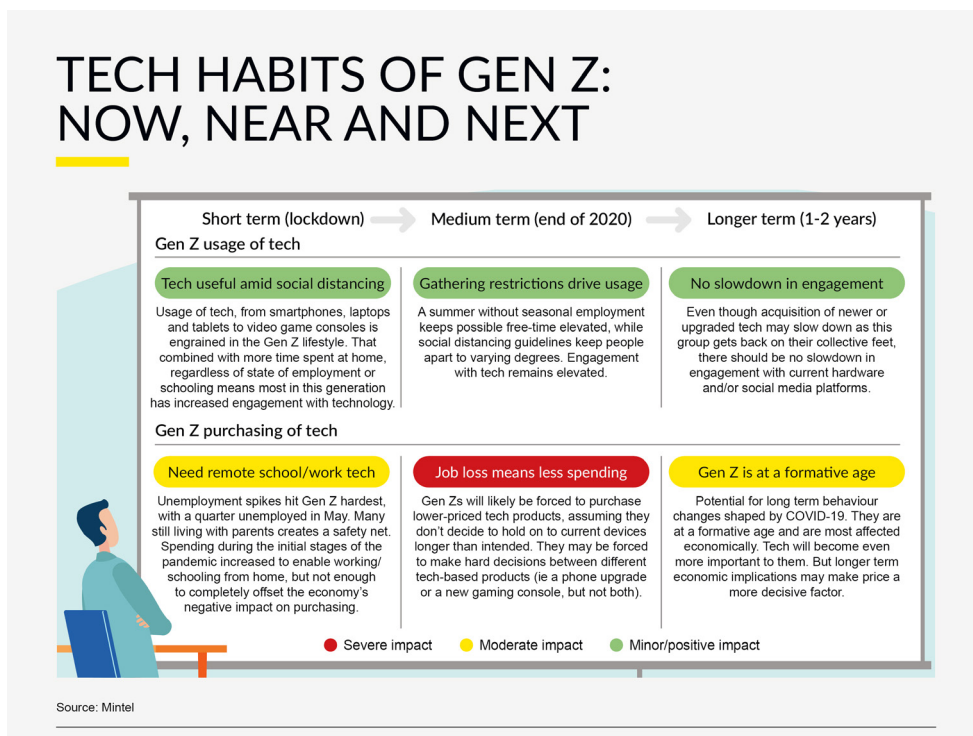 TECH HABITS OF GEN Z:
NOW, NEAR AND NEXT
Short term (lockdown)
Medium term (end of 2020)
Longer term (1-2 years)
Gen Z usage of tech
Tech useful amid social distancing
Usage of tech, from smartphones, laptops
and tablets to video game consoles is
engrained in the Gen Z lifestyle. That
combined with more time spent at home,
regardless of state of employment or
schooling means most in this generation
has increased engagement with technology.
Gathering restrictions drive usage
A summer without seasonal employment
keeps possible free-time elevated, while
social distancing guidelines keep people
apart to varying degrees. Engagement
with tech remains elevated.
No slowdown in engagement
Even though acquisition of newer or
upgraded tech may slow down as this
group gets back on their collective feet,
there should be no slowdown in
engagement with current hardware
and/or social media platforms.
Gen Z purchasing of tech
Need remote school/work tech
Unemployment spikes hit Gen Z hardest,
with a quarter unemployed in May. Many
still living with parents creates a safety net.
Spending during the initial stages of the
pandemic increased to enable working/
schooling from home, but not enough
to completely offset the economy's
negative impact on purchasing.
Job loss means less spending
Gen Zs will likely be forced to purchase
lower-priced tech products, assuming they
don't decide to hold on to current devices
longer than intended. They may be forced
to make hard decisions between different
tech-based products (ie a phone upgrade
or a new gaming console, but not both).
Gen Z is at a formative age
Potential for long term behaviour
changes shaped by COVID-19. They are
at a formative age and are most affected
economically. Tech will become even
more important to them. But longer term
economic implications may make price a
more decisive factor.
Severe impact
Moderate impact
Minor/positive impact
Source: Mintel